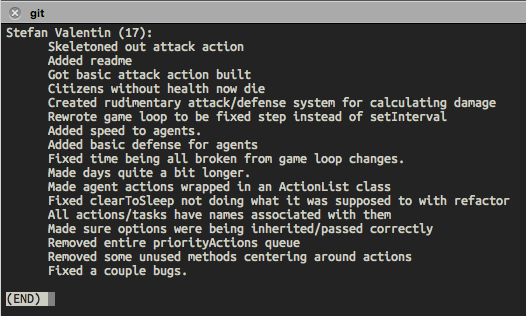 git
Stefan Valentin (17):
Skeletoned out attack action
Added readme
Got basic attack action built
Citizens without health now die
Created rudimentary attack/defense system for calculating damage
Rewrote game loop to be fixed step instead of setInterval
Added speed to agents.
Added basic defense for agents
Fixed time being all broken from game loop changes.
Made days quite a bit longer.
Made agent actions wrapped in an ActionList class
Fixed clearToSleep not doing what it was supposed to with refactor
All actions/tasks have names associated with them
Made sure options were being inherited/passed correctly
Removed entire priorityActions queue
Removed some unused methods centering around actions
Fixed a couple bugs.
(END)